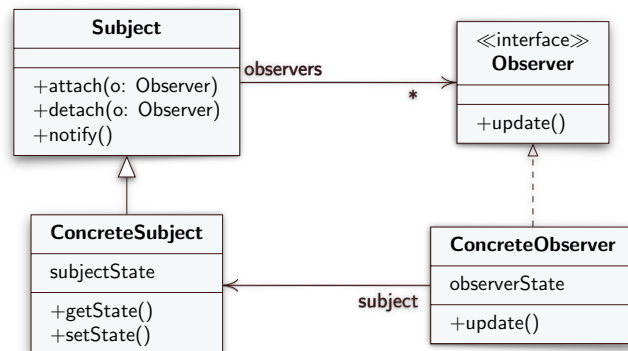 Subject
+attach(o: Observer)
+detach(o: Observer)
+notify()
observers
*
≪interface≫
Observer
+update()
ConcreteSubject
subjectState
+getState()
+setState()
subject
ConcreteObserver
observerState
+update()